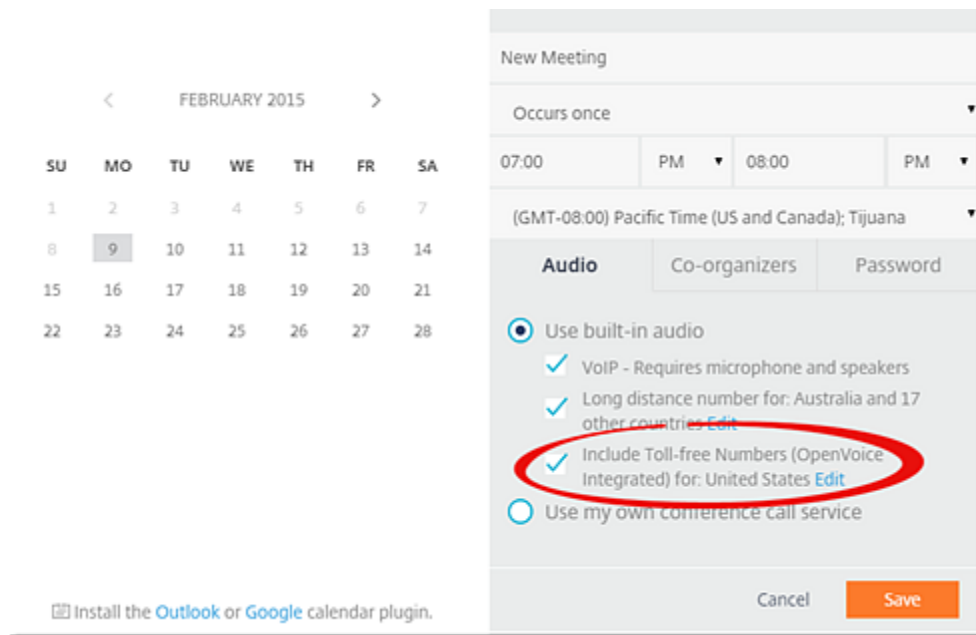 FEBRUARY 2015
SU MO TU WE TH FR SA
1 2 3 4 5 6 7
8 9 10 11 12 13 14
15 16 17 18 19 20 21
22 23 24 25 26 27 28
Install the Outlook or Google calendar plugin.
New Meeting
Occurs once
07:00 PM 08:00 PM
(GMT-08:00) Pacific Time (US and Canada); Tijuana
Audio Co-organizers Password
Use built-in audio
VoIP - Requires microphone and speakers
Long distance number for: Australia and 17
other countries Edit
Include Toll-free Numbers (OpenVoice
Integrated) for: United States Edit
Use my own conference call service
Cancel Save